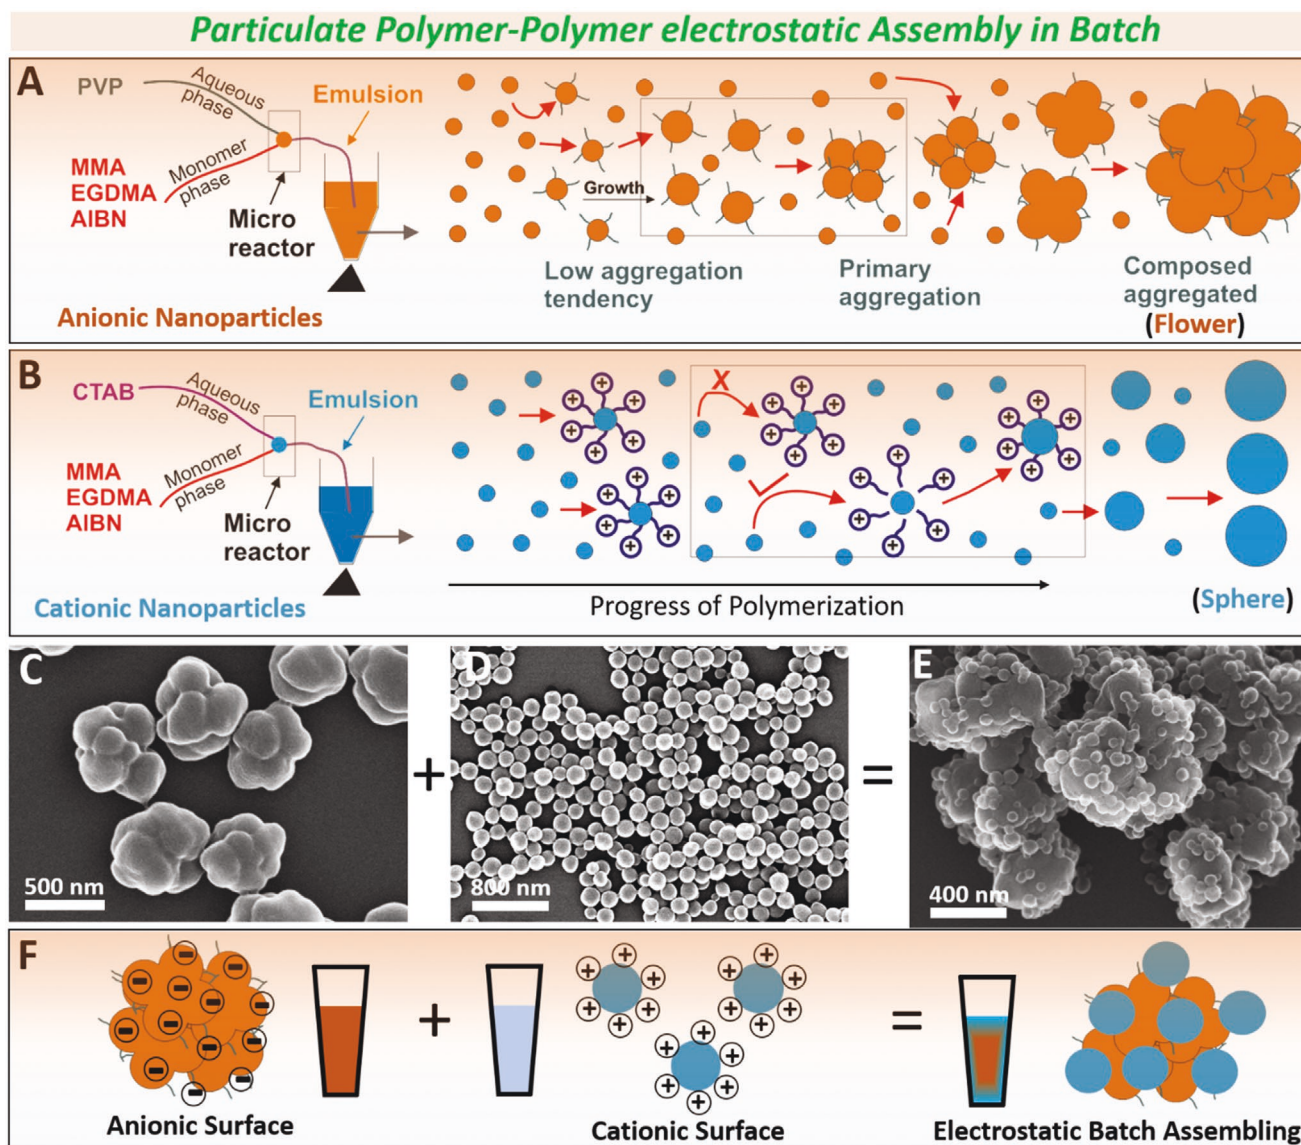 Particulate Polymer-Polymer electrostatic Assembly in Batch
A
PVP
Aqueous
phase
Emulsion
MMA
EGDMA
AIBN
Monomer
phase
Micro
reactor
Growth
Low aggregation
tendency
Primary
aggregation
Composed
aggregated
(Flower)
Anionic Nanoparticles
B
CTAB
Aqueous
phase
Emulsion
MMA
EGDMA
AIBN
Monomer
phase
Micro
reactor
+ + + + + +
+ + + + + +
X
+ + + + + +
+ + + + + +
+ + + + + +
Cationic Nanoparticles
Progress of Polymerization
(Sphere)
C
500 nm
+
D
800 nm
=
E
400 nm
F
- - - - - - - - - - - -
+
+ + + + + +
+ + + + + +
+ + + + + +
=
Anionic Surface
Cationic Surface
Electrostatic Batch Assembling